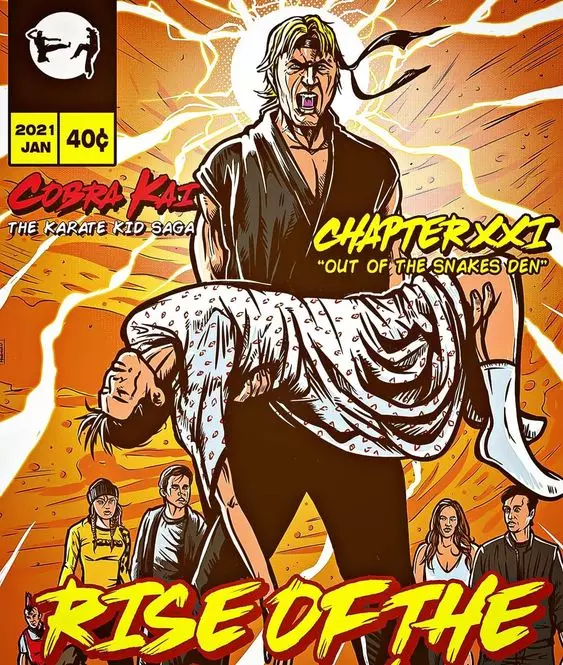 2021
JAN
40¢
COBRA KAI
THE KARATE KID SAGA
CHAPTER XXI
"OUT OF THE SNAKES DEN"
RISE OF THE